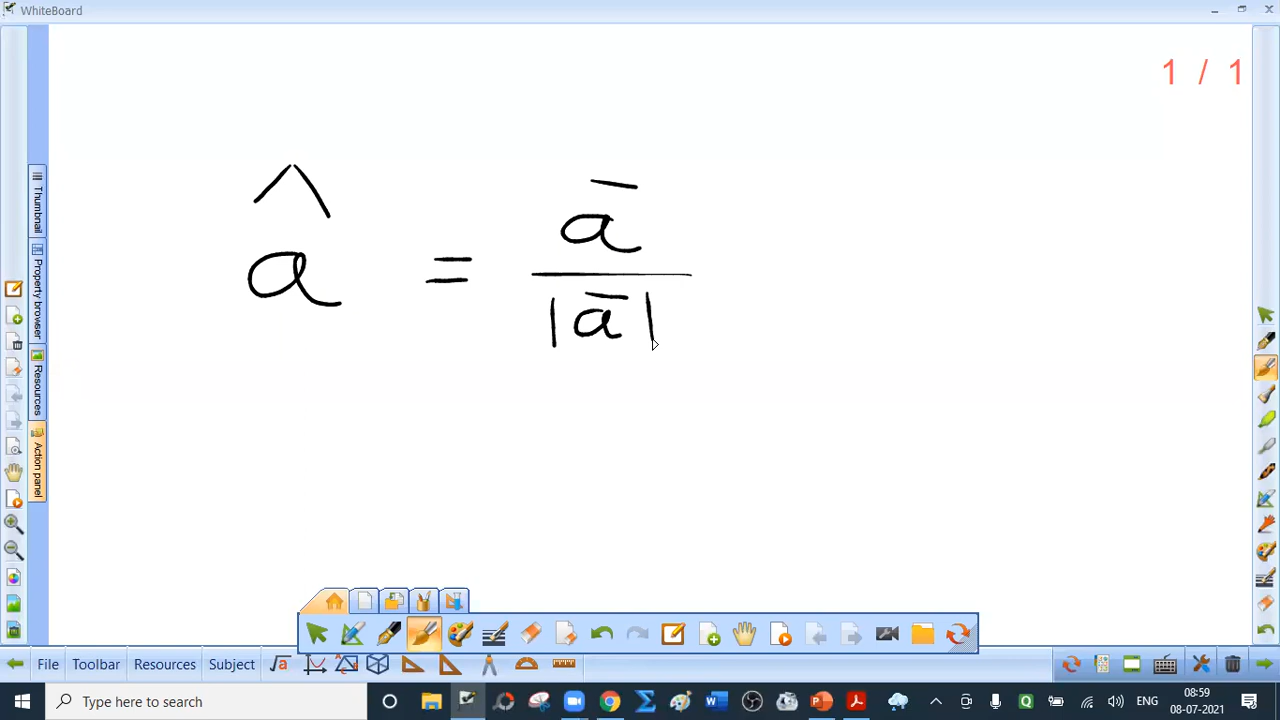 WhiteBoard
1 / 1
â = ā / |ā|
Thumbnail
Property browser
Resources
Action panel
File Toolbar Resources Subject
Type here to search
ENG
08:59
08-07-2021